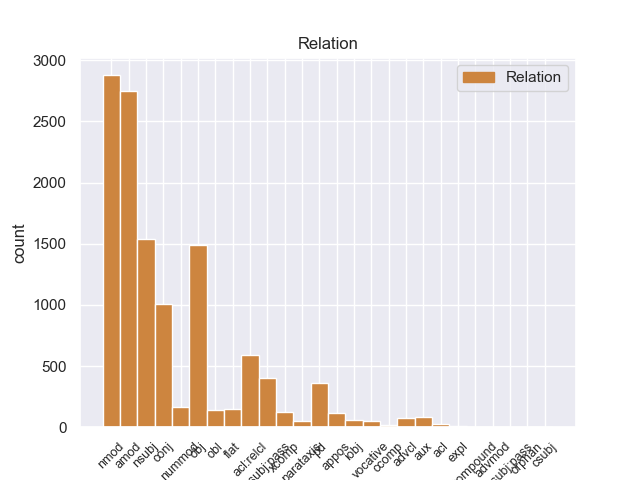 Relation
Relation
count
3000
2500
2000
1500
1000
500
0
nmod
amod
nsubj
conj
nummod
obj
obl
flat
acl:relcl
xcomp
parataxis
appos
iobj
vocative
ccomp
advcl
aux
acl
expl
advmod
orphan
csubj